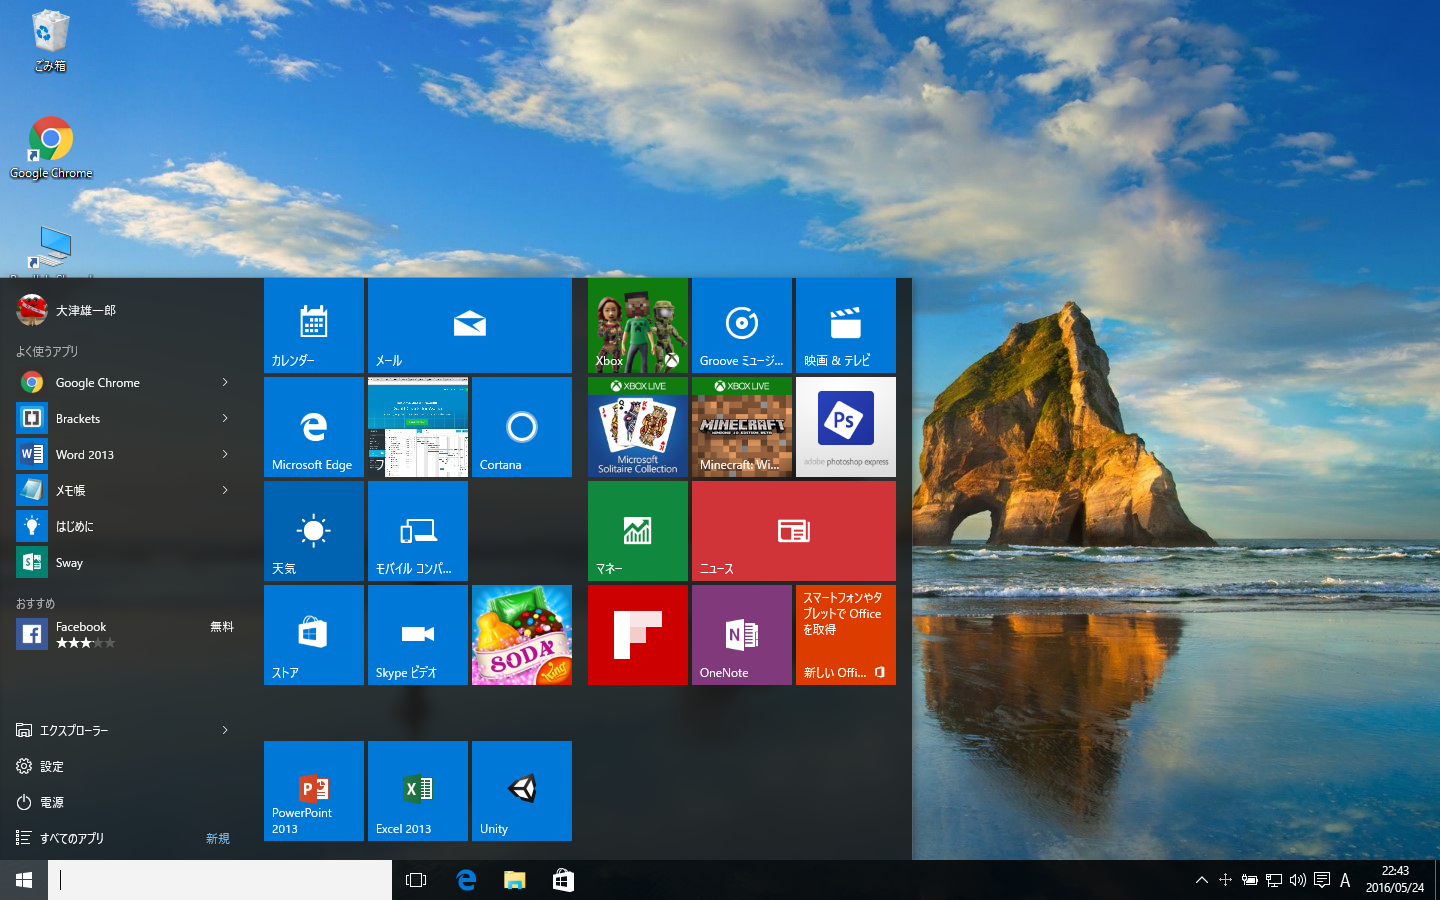 ごみ箱
Google Chrome
大津雄一郎
よく使うアプリ
Google Chrome
Brackets
Word 2013
メモ帳
はじめに
Sway
おすすめ
Facebook
無料
エクスプローラー
設定
電源
すべてのアプリ
新規
カレンダー
メール
Microsoft Edge
フ
Cortana
天気
モバイル コンパ...
ストア
Skype ビデオ
SODA
King
PowerPoint
2013
Excel 2013
Unity
Xbox
Groove ミュージ...
映画 & テレビ
XBOX LIVE
Microsoft
Solitaire Collection
XBOX LIVE
MINECRAFT
WINDOWS 10 EDITION BETA
Minecraft: Wi...
Ps
adobe photoshop express
マネー
ニュース
OneNote
スマートフォンやタ
ブレットで Office
を取得
新しい Offi...
A
22:43
2016/05/24